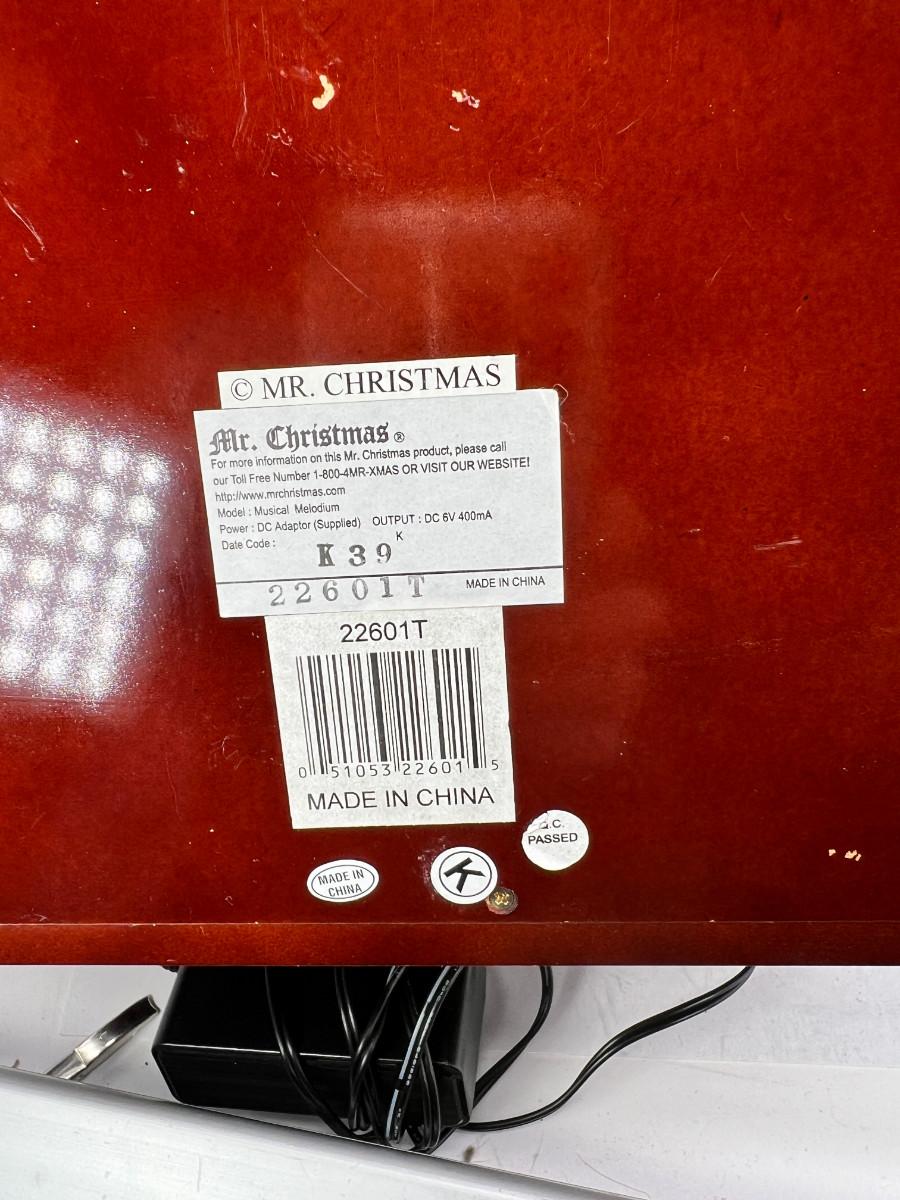 © MR. CHRISTMAS
Mr. Christmas ®
For more information on this Mr. Christmas product, please call
our Toll Free Number 1-800-4MR-XMAS OR VISIT OUR WEBSITE!
http://www.mrchristmas.com
Model : Musical Melodium
Power : DC Adaptor (Supplied) OUTPUT : DC 6V 400mA
Date Code : K
K 39
22601T MADE IN CHINA
22601T
0 51053 22601 5
MADE IN CHINA
.C.
PASSED
MADE IN
CHINA
K